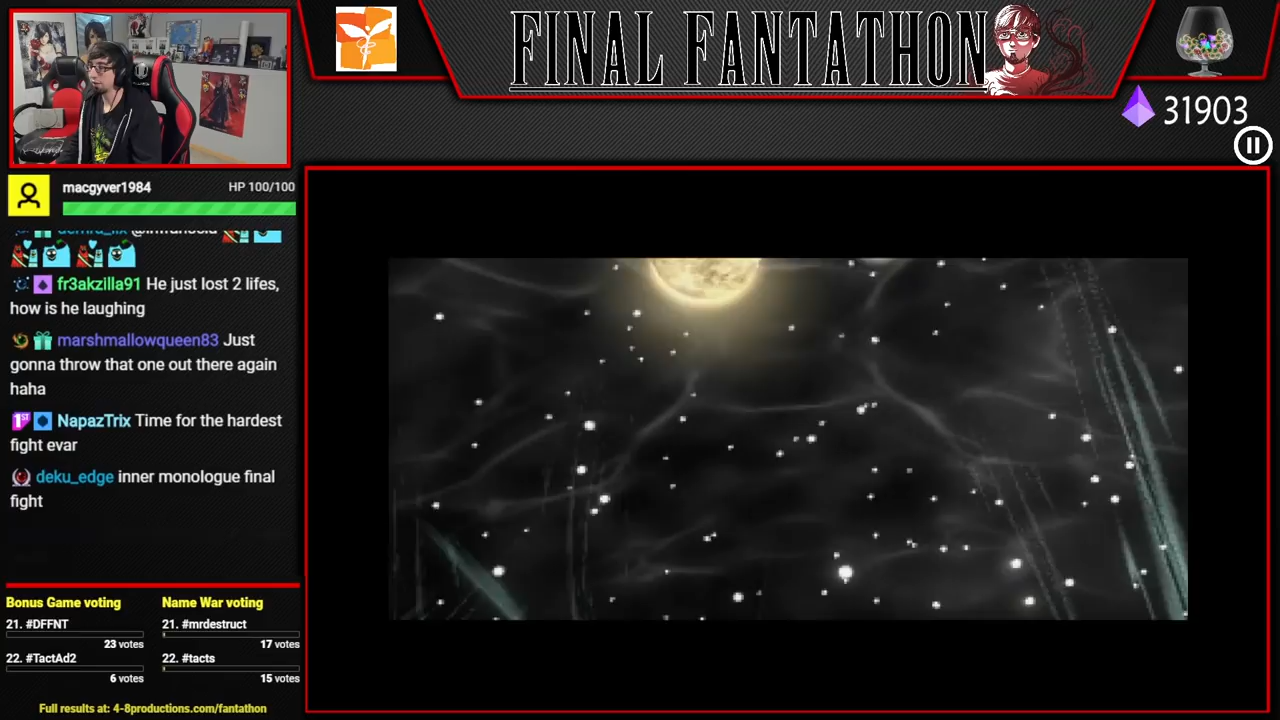 FINAL FANTATHON
31903
macgyver1984
HP 100/100
fr3akzilla91 He just lost 2 lifes,
how is he laughing
marshmallowqueen83 Just
gonna throw that one out there again
haha
1ST NapazTrix Time for the hardest
fight evar
deku_edge inner monologue final
fight
Bonus Game voting
21. #DFFNT
23 votes
22. #TactAd2
6 votes
Name War voting
21. #mrdestruct
17 votes
22. #tacts
15 votes
Full results at: 4-8productions.com/fantathon